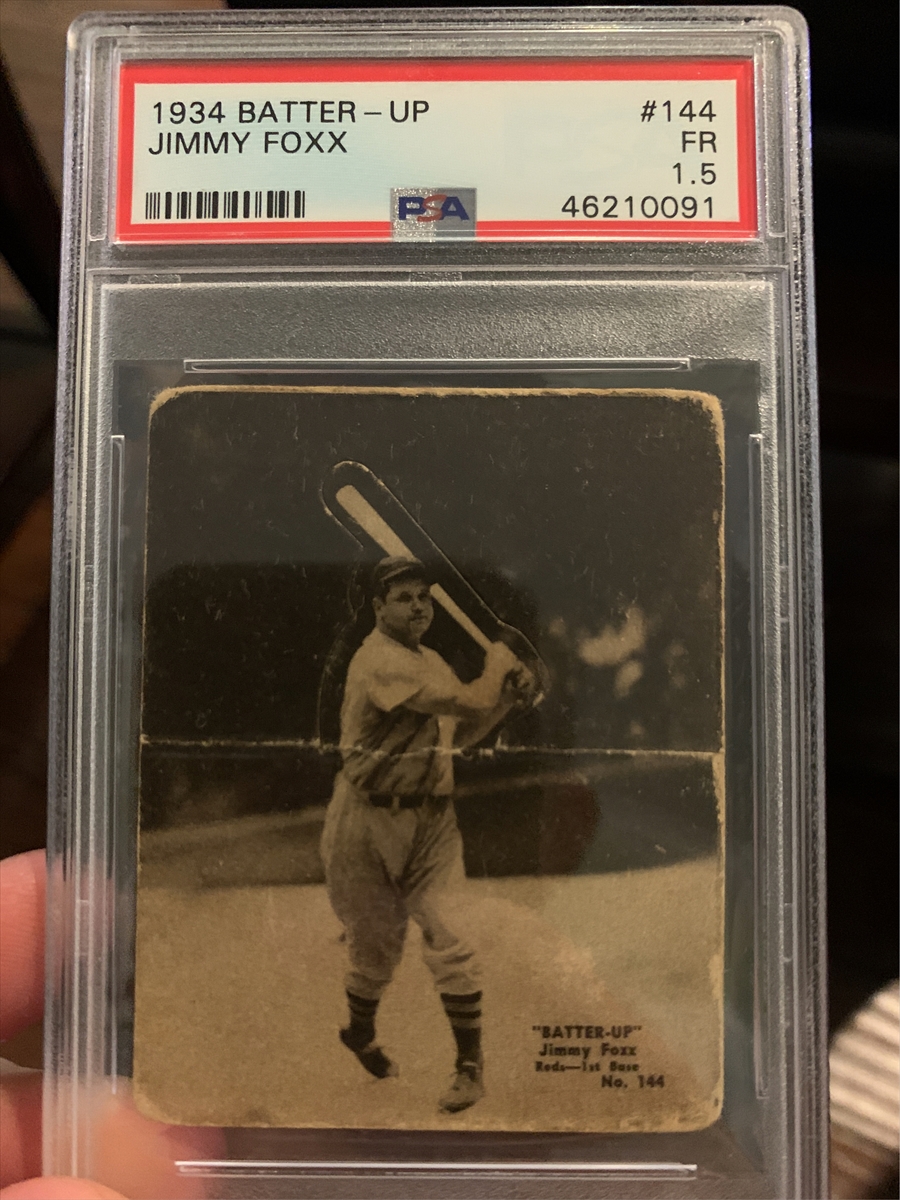 1934 BATTER-UP #144
JIMMY FOXX FR
1.5
PSA 46210091
"BATTER-UP"
Jimmy Foxx
Reds—1st Base
No. 144